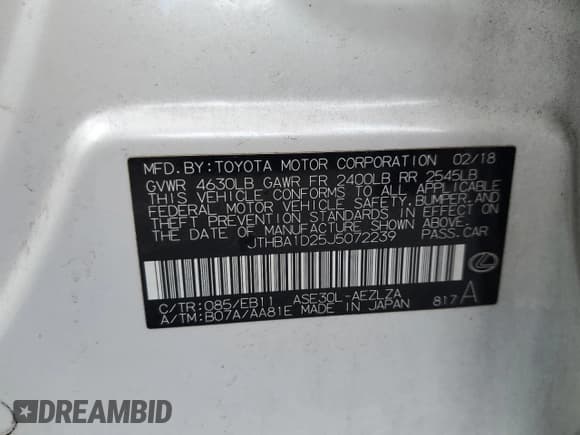 MFD.BY:TOYOTA MOTOR CORPORATION 02/18
GVWR 4630LB GAWR FR 2400LB RR 2545LB
THIS VEHICLE CONFORMS TO ALL APPLICABLE
FEDERAL MOTOR VEHICLE SAFETY,BUMPER,AND
THEFT PREVENTION STANDARDS IN EFFECT ON
THE DATE OF MANUFACTURE SHOWN ABOVE.
JTHBA1D25J5072239 PASS.CAR
C/TR:085/EB11 ASE30L-AEZLZA
A/TM:B07A/AA81E MADE IN JAPAN 817A
DREAMBID